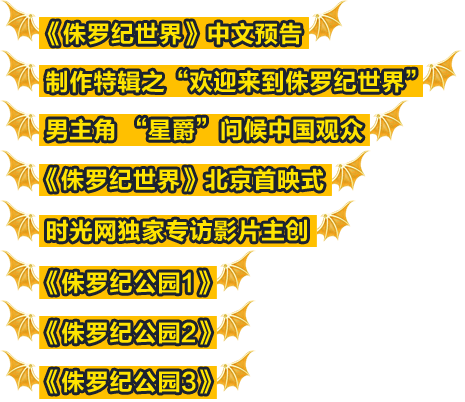 《侏罗纪世界》中文预告
制作特辑之“欢迎来到侏罗纪世界”
男主角 “星爵”问候中国观众
《侏罗纪世界》北京首映式
时光网独家专访影片主创
《侏罗纪公园1》
《侏罗纪公园2》
《侏罗纪公园3》